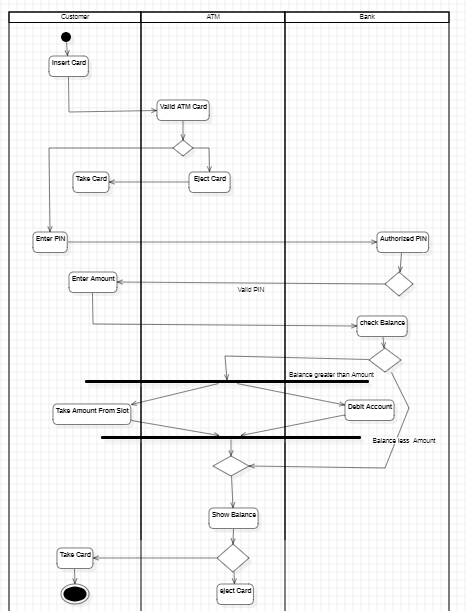 Customer
ATM
Bank
Insert Card
Valid ATM Card
Take Card
Eject Card
Enter PIN
Authorized PIN
Enter Amount
Valid PIN
check Balance
Balance greater than Amount
Take Amount From Slot
Debit Account
Balance less Amount
Show Balance
Take Card
eject Card